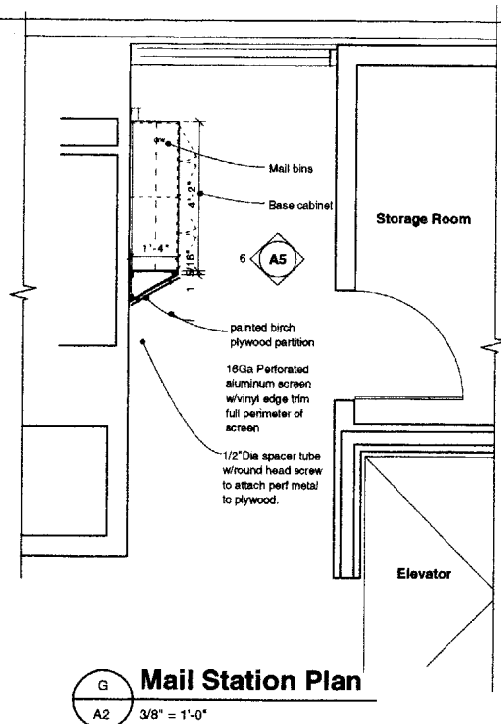 Mail bins
4'-2"
Base cabinet
Storage Room
1'-4"
6
A5
painted birch
plywood partition
16Ga Perforated
aluminum screen
w/vinyl edge trim
full perimeter of
screen
1/2"Dia spacer tube
w/round head screw
to attach perf metal
to plywood.
Elevator
G
Mail Station Plan
A2
3/8" = 1'-0"